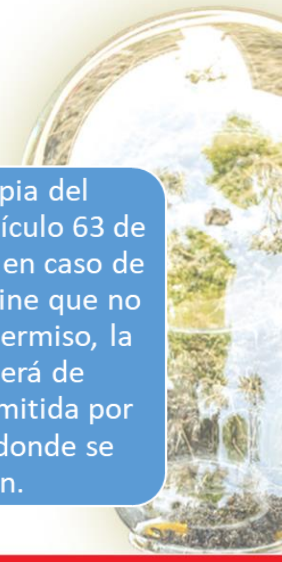 pia del
ículo 63 de
en caso de
ine que no
ermiso, la
erá de
mitida por
donde se
n.